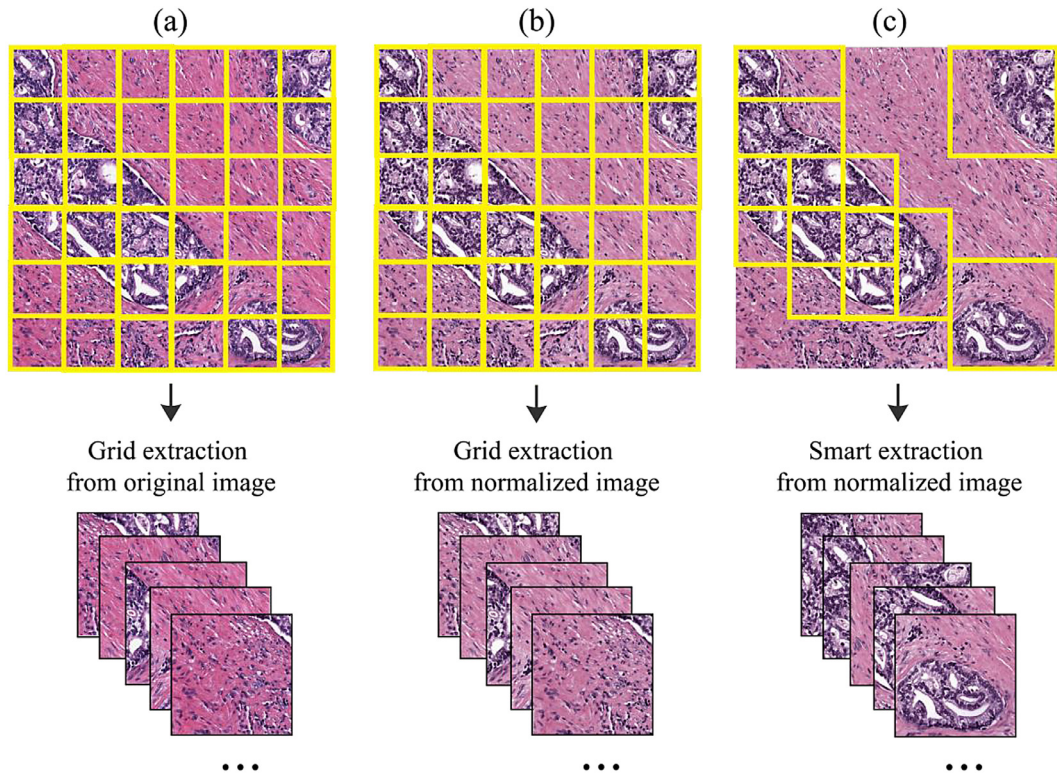 (a)
(b)
(c)
Grid extraction
from original image
Grid extraction
from normalized image
Smart extraction
from normalized image
...
...
...